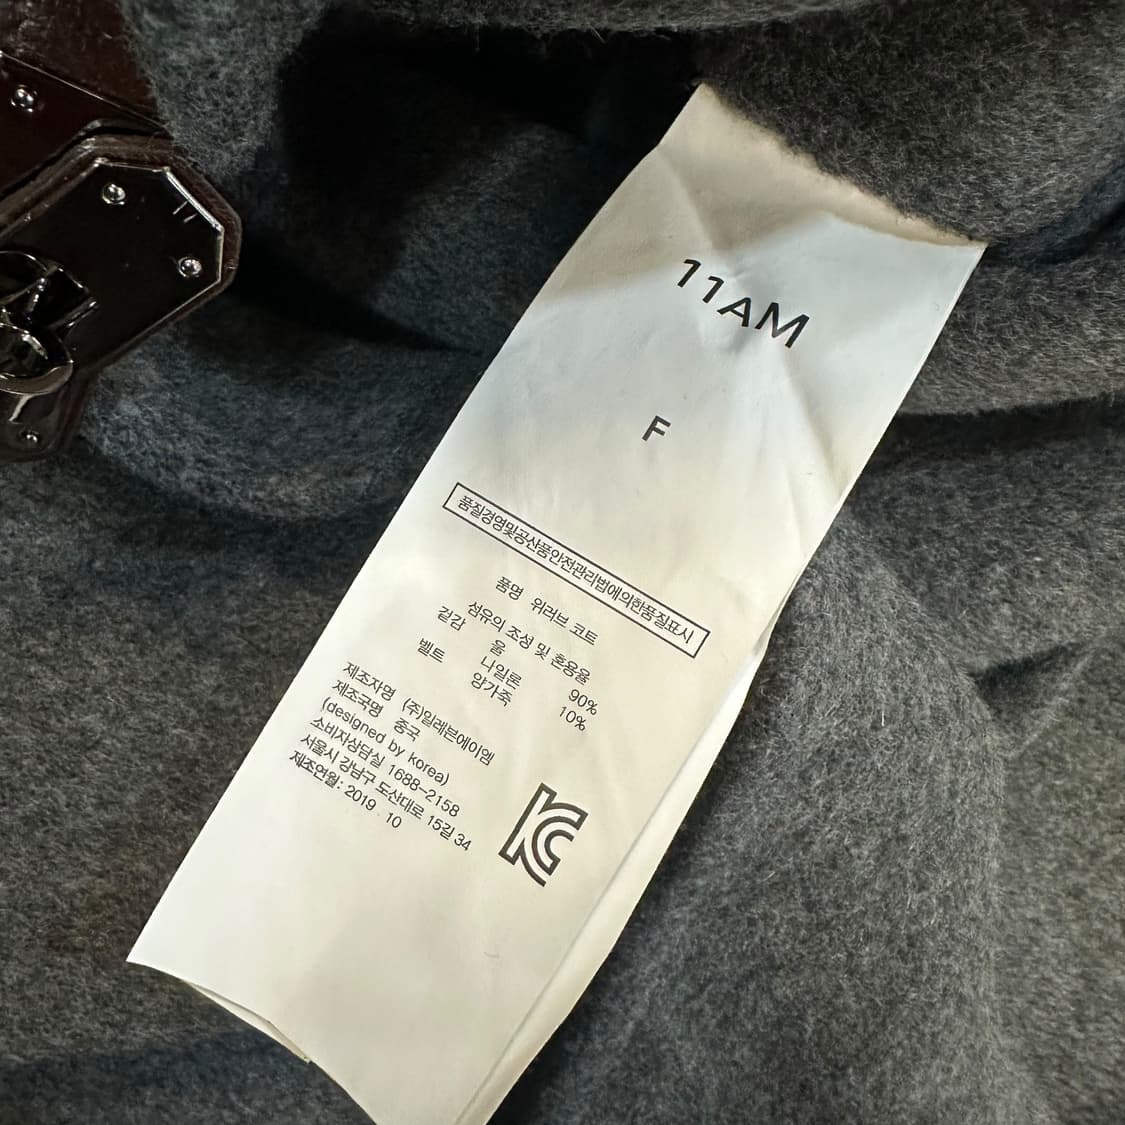 11AM
F
품질경영및공산품안전관리법에의한품질표시
품명 위러브 코트
섬유의 조성 및 혼용율
겉감 울 90%
나일론 10%
벨트 양가죽
제조자명 (주)일레븐에이엠
제조국명 중국
(designed by korea)
소비자상담실 1688-2158
서울시 강남구 도산대로 15길 34
제조연월: 2019 . 10
KC